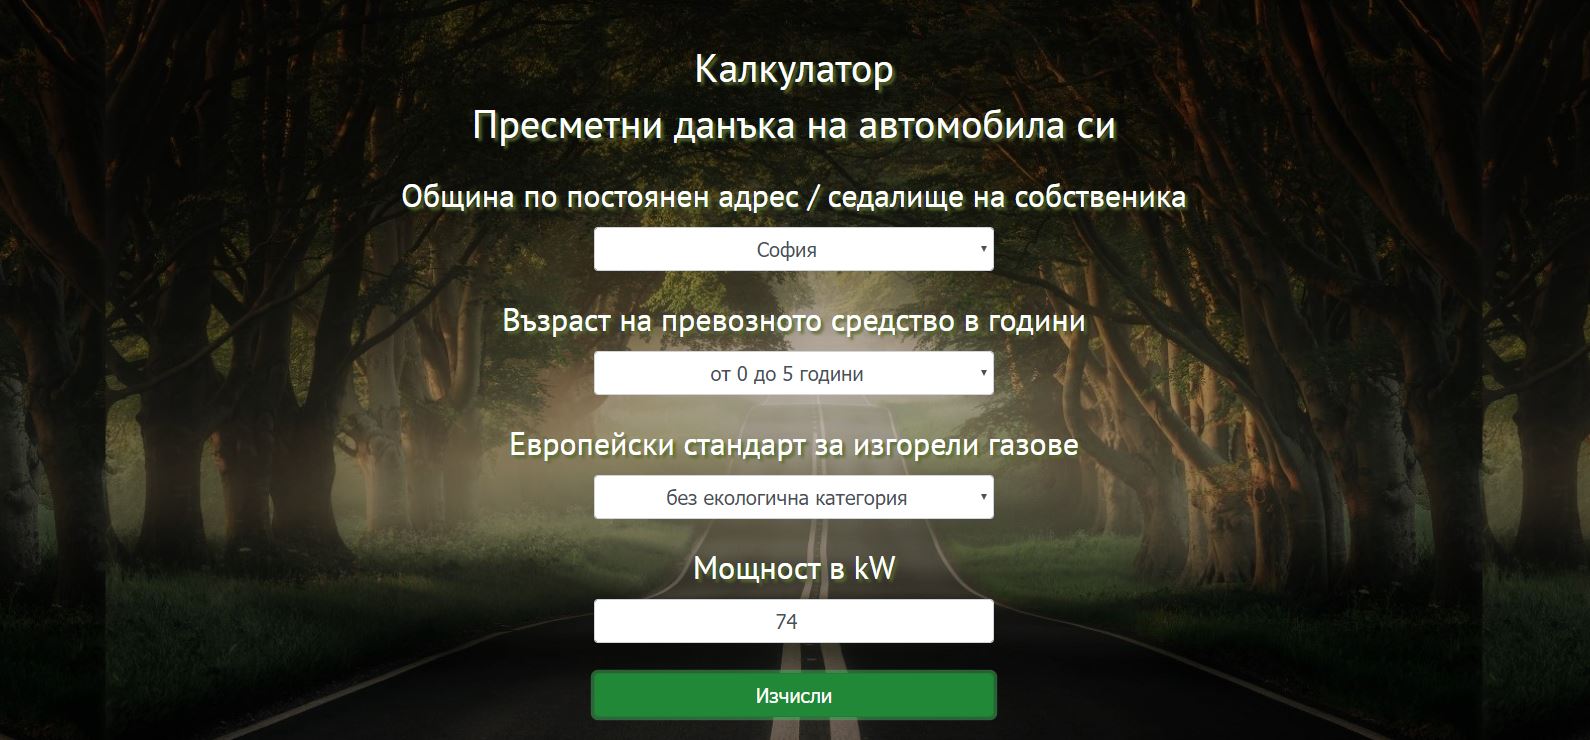 Калкулатор
Пресметни данъка на автомобила си
Община по постоянен адрес / седалище на собственика
София
Възраст на превозното средство в години
от 0 до 5 години
Европейски стандарт за изгорели газове
без екологична категория
Мощност в kW
74
Изчисли